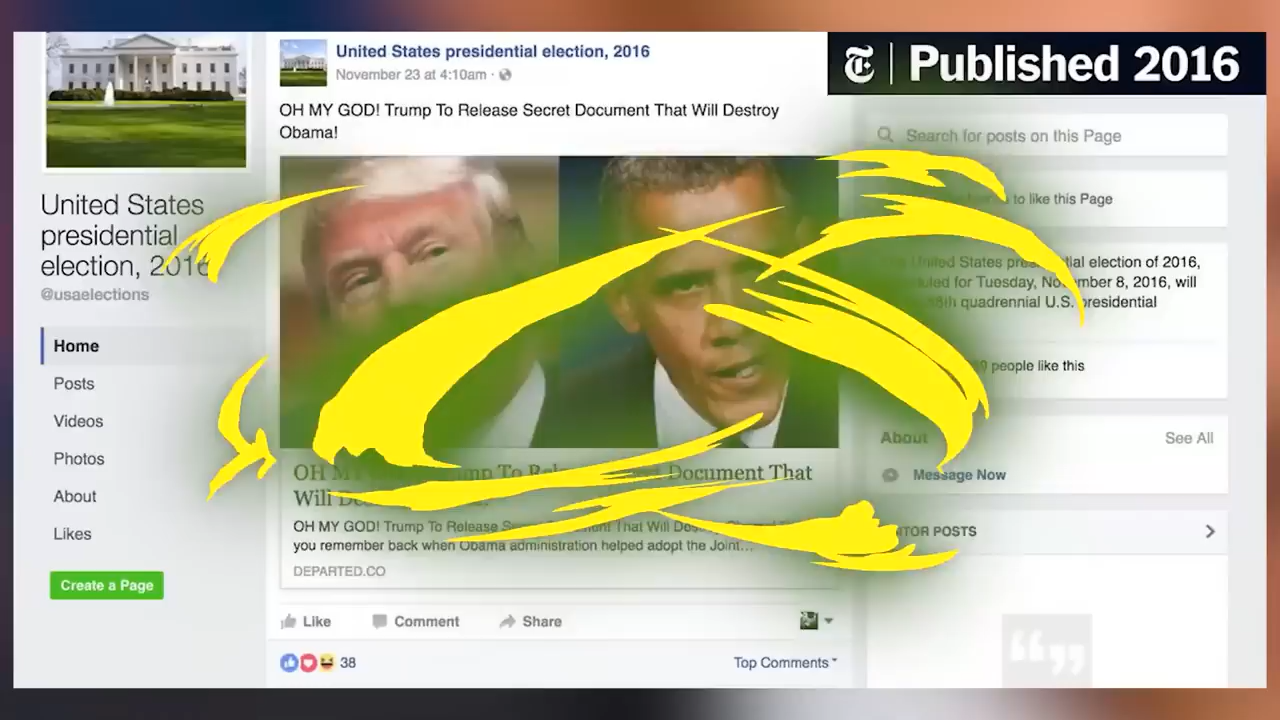 Published 2016
United States
presidential
election, 2016
@usaelections
Home
Posts
Videos
Photos
About
Likes
Create a Page
United States presidential election, 2016
November 23 at 4:10am
OH MY GOD! Trump To Release Secret Document That Will Destroy
Obama!
OH Trump To Document That
Will
OH MY GOD! Trump To Release Document That Will
you remember back when Obama administration helped adopt the Joint...
DEPARTED.CO
Like
Comment
Share
38
Top Comments
Search for posts on this Page
to like this Page
United States election of 2016,
for Tuesday, November 8, 2016, will
quadrennial U.S. presidential
people like this
About
See All
Message Now
POSTS